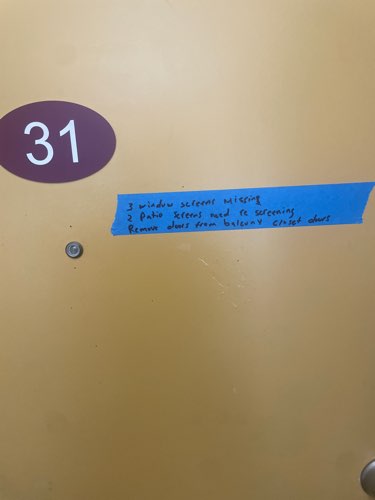 31
3 window screens Missing
2 Patio screens need re screening
Remove doors from balcony closet doors